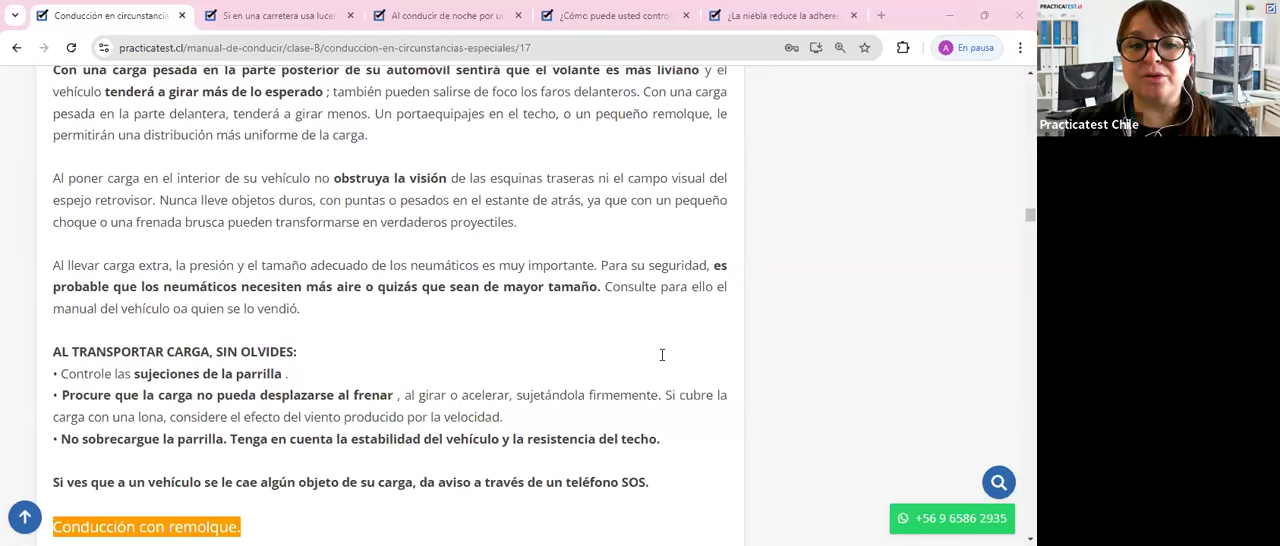 Conducción en circunstancia
Si en una carretera usa luce
Al conducir de noche por u
¿Cómo puede usted contro
¿La niebla reduce la adhere
practicatest.cl/manual-de-conducir/clase-B/conduccion-en-circunstancias-especiales/17
A En pausa
Con una carga pesada en la parte posterior de su automóvil sentirá que el volante es más liviano y el
vehículo tenderá a girar más de lo esperado ; también pueden salirse de foco los faros delanteros. Con una carga
pesada en la parte delantera, tenderá a girar menos. Un portaequipajes en el techo, o un pequeño remolque, le
permitirán una distribución más uniforme de la carga.
Al poner carga en el interior de su vehículo no obstruya la visión de las esquinas traseras ni el campo visual del
espejo retrovisor. Nunca lleve objetos duros, con puntas o pesados en el estante de atrás, ya que con un pequeño
choque o una frenada brusca pueden transformarse en verdaderos proyectiles.
Al llevar carga extra, la presión y el tamaño adecuado de los neumáticos es muy importante. Para su seguridad, es
probable que los neumáticos necesiten más aire o quizás que sean de mayor tamaño. Consulte para ello el
manual del vehículo oa quien se lo vendió.
AL TRANSPORTAR CARGA, SIN OLVIDES:
• Controle las sujeciones de la parrilla .
• Procure que la carga no pueda desplazarse al frenar , al girar o acelerar, sujetándola firmemente. Si cubre la
carga con una lona, considere el efecto del viento producido por la velocidad.
• No sobrecargue la parrilla. Tenga en cuenta la estabilidad del vehículo y la resistencia del techo.
Si ves que a un vehículo se le cae algún objeto de su carga, da aviso a través de un teléfono SOS.
Conducción con remolque.
+56 9 6586 2935
PRACTICATEST.cl
Practicatest Chile